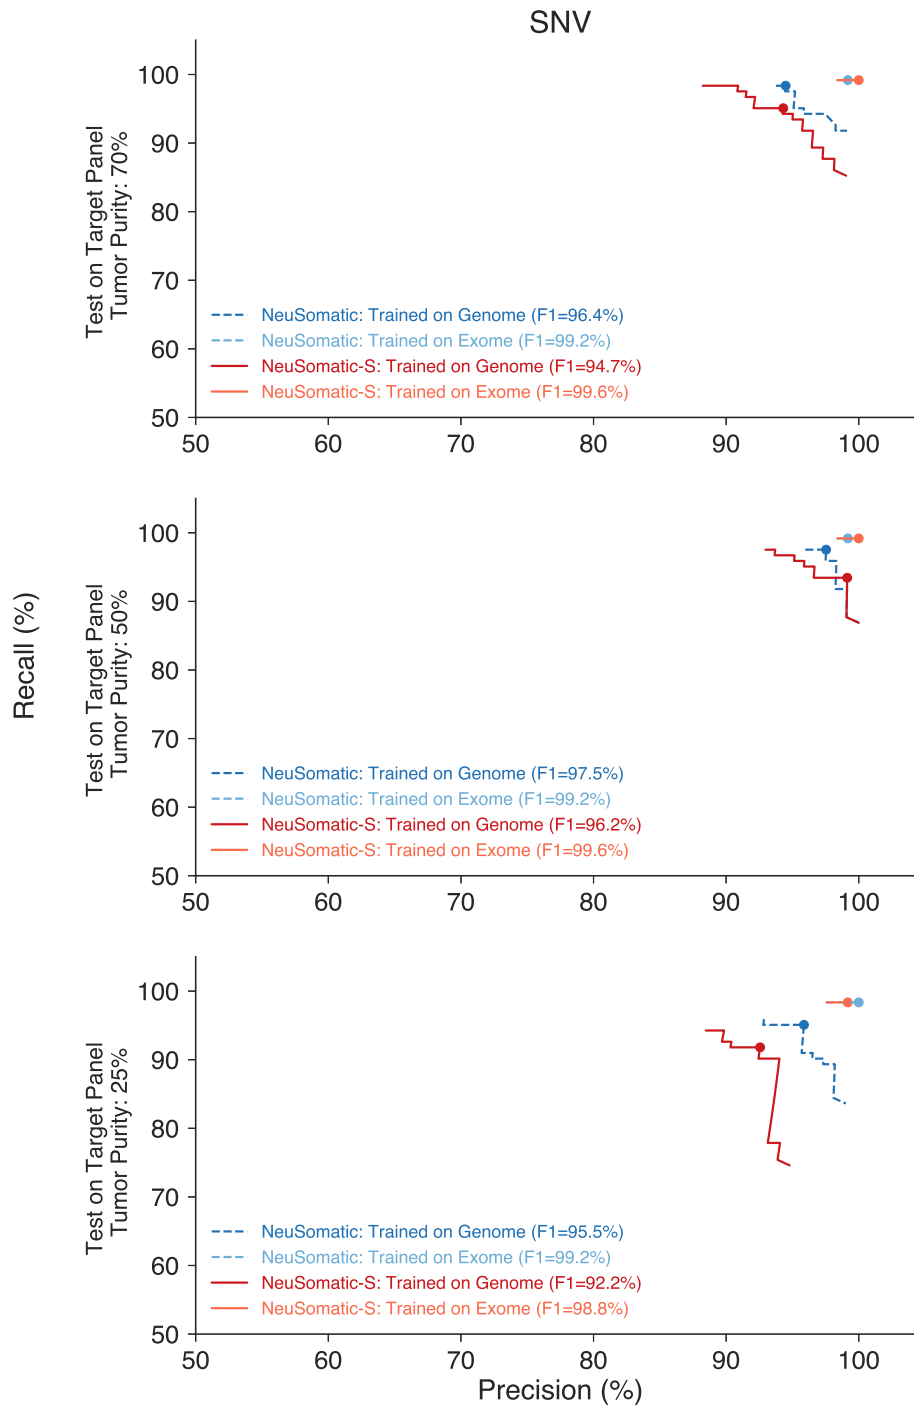 SNV
Recall (%)
Test on Target Panel
Tumor Purity: 70%
100
90
80
70
60
50
NeuSomatic: Trained on Genome (F1=96.4%)
NeuSomatic: Trained on Exome (F1=99.2%)
NeuSomatic-S: Trained on Genome (F1=94.7%)
NeuSomatic-S: Trained on Exome (F1=99.6%)
50 60 70 80 90 100
Test on Target Panel
Tumor Purity: 50%
100
90
80
70
60
50
NeuSomatic: Trained on Genome (F1=97.5%)
NeuSomatic: Trained on Exome (F1=99.2%)
NeuSomatic-S: Trained on Genome (F1=96.2%)
NeuSomatic-S: Trained on Exome (F1=99.6%)
50 60 70 80 90 100
Test on Target Panel
Tumor Purity: 25%
100
90
80
70
60
50
NeuSomatic: Trained on Genome (F1=95.5%)
NeuSomatic: Trained on Exome (F1=99.2%)
NeuSomatic-S: Trained on Genome (F1=92.2%)
NeuSomatic-S: Trained on Exome (F1=98.8%)
50 60 70 80 90 100
Precision (%)